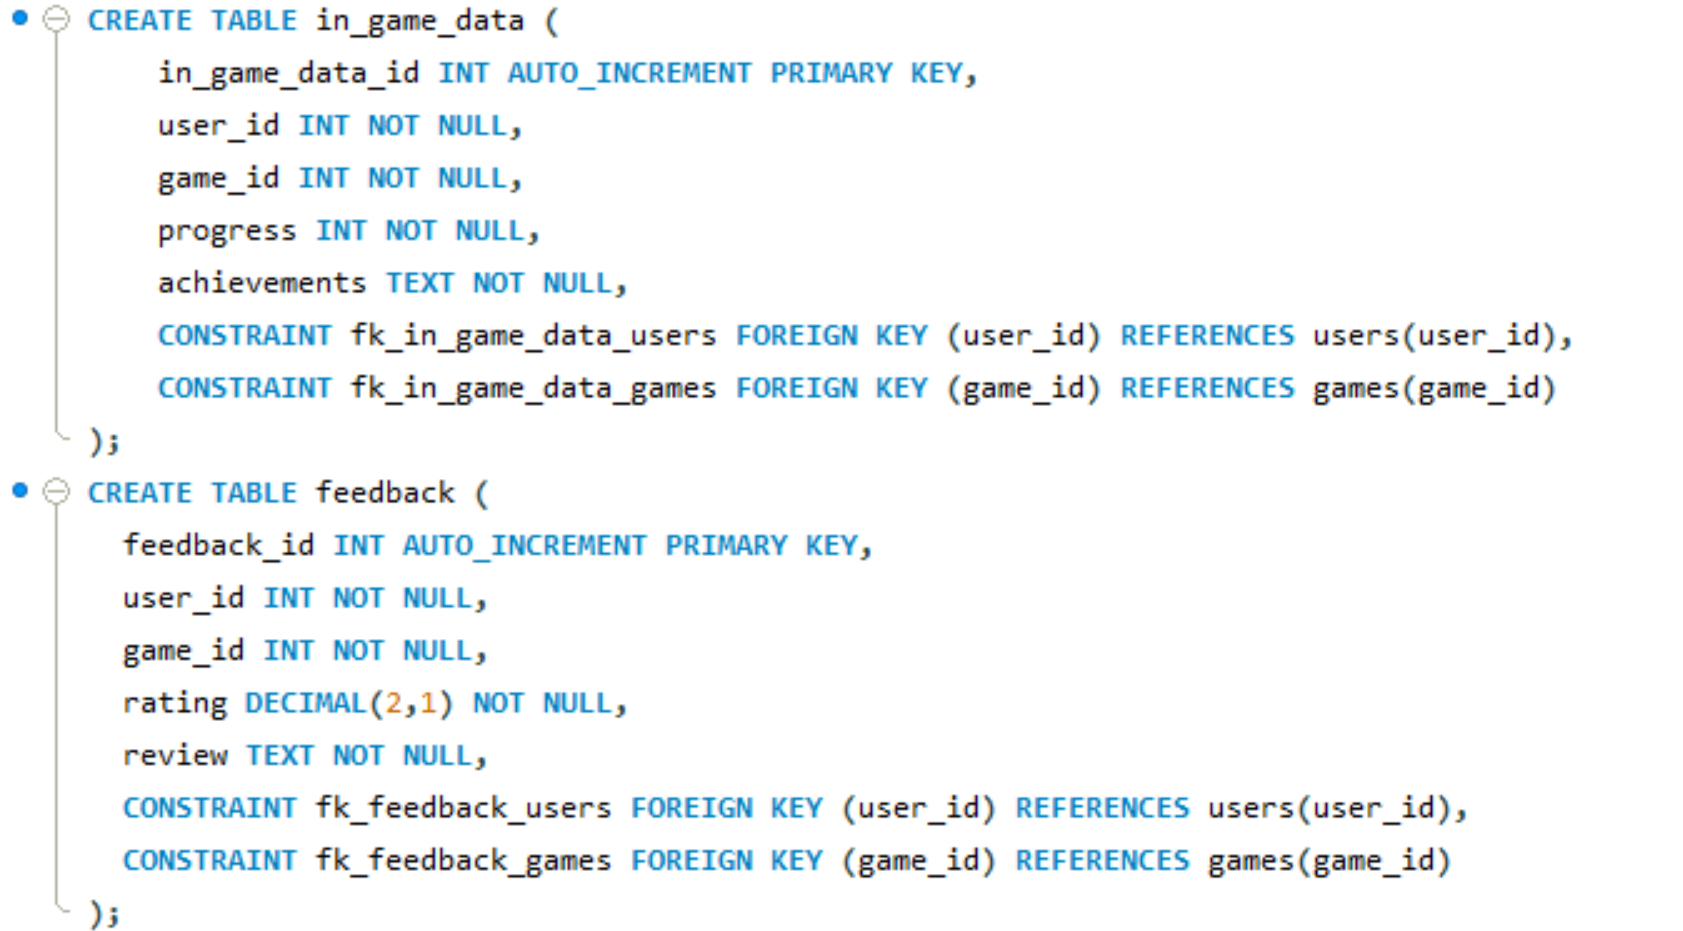 CREATE TABLE in_game_data (
in_game_data_id INT AUTO_INCREMENT PRIMARY KEY,
user_id INT NOT NULL,
game_id INT NOT NULL,
progress INT NOT NULL,
achievements TEXT NOT NULL,
CONSTRAINT fk_in_game_data_users FOREIGN KEY (user_id) REFERENCES users(user_id),
CONSTRAINT fk_in_game_data_games FOREIGN KEY (game_id) REFERENCES games(game_id)
);
CREATE TABLE feedback (
feedback_id INT AUTO_INCREMENT PRIMARY KEY,
user_id INT NOT NULL,
game_id INT NOT NULL,
rating DECIMAL(2,1) NOT NULL,
review TEXT NOT NULL,
CONSTRAINT fk_feedback_users FOREIGN KEY (user_id) REFERENCES users(user_id),
CONSTRAINT fk_feedback_games FOREIGN KEY (game_id) REFERENCES games(game_id)
);